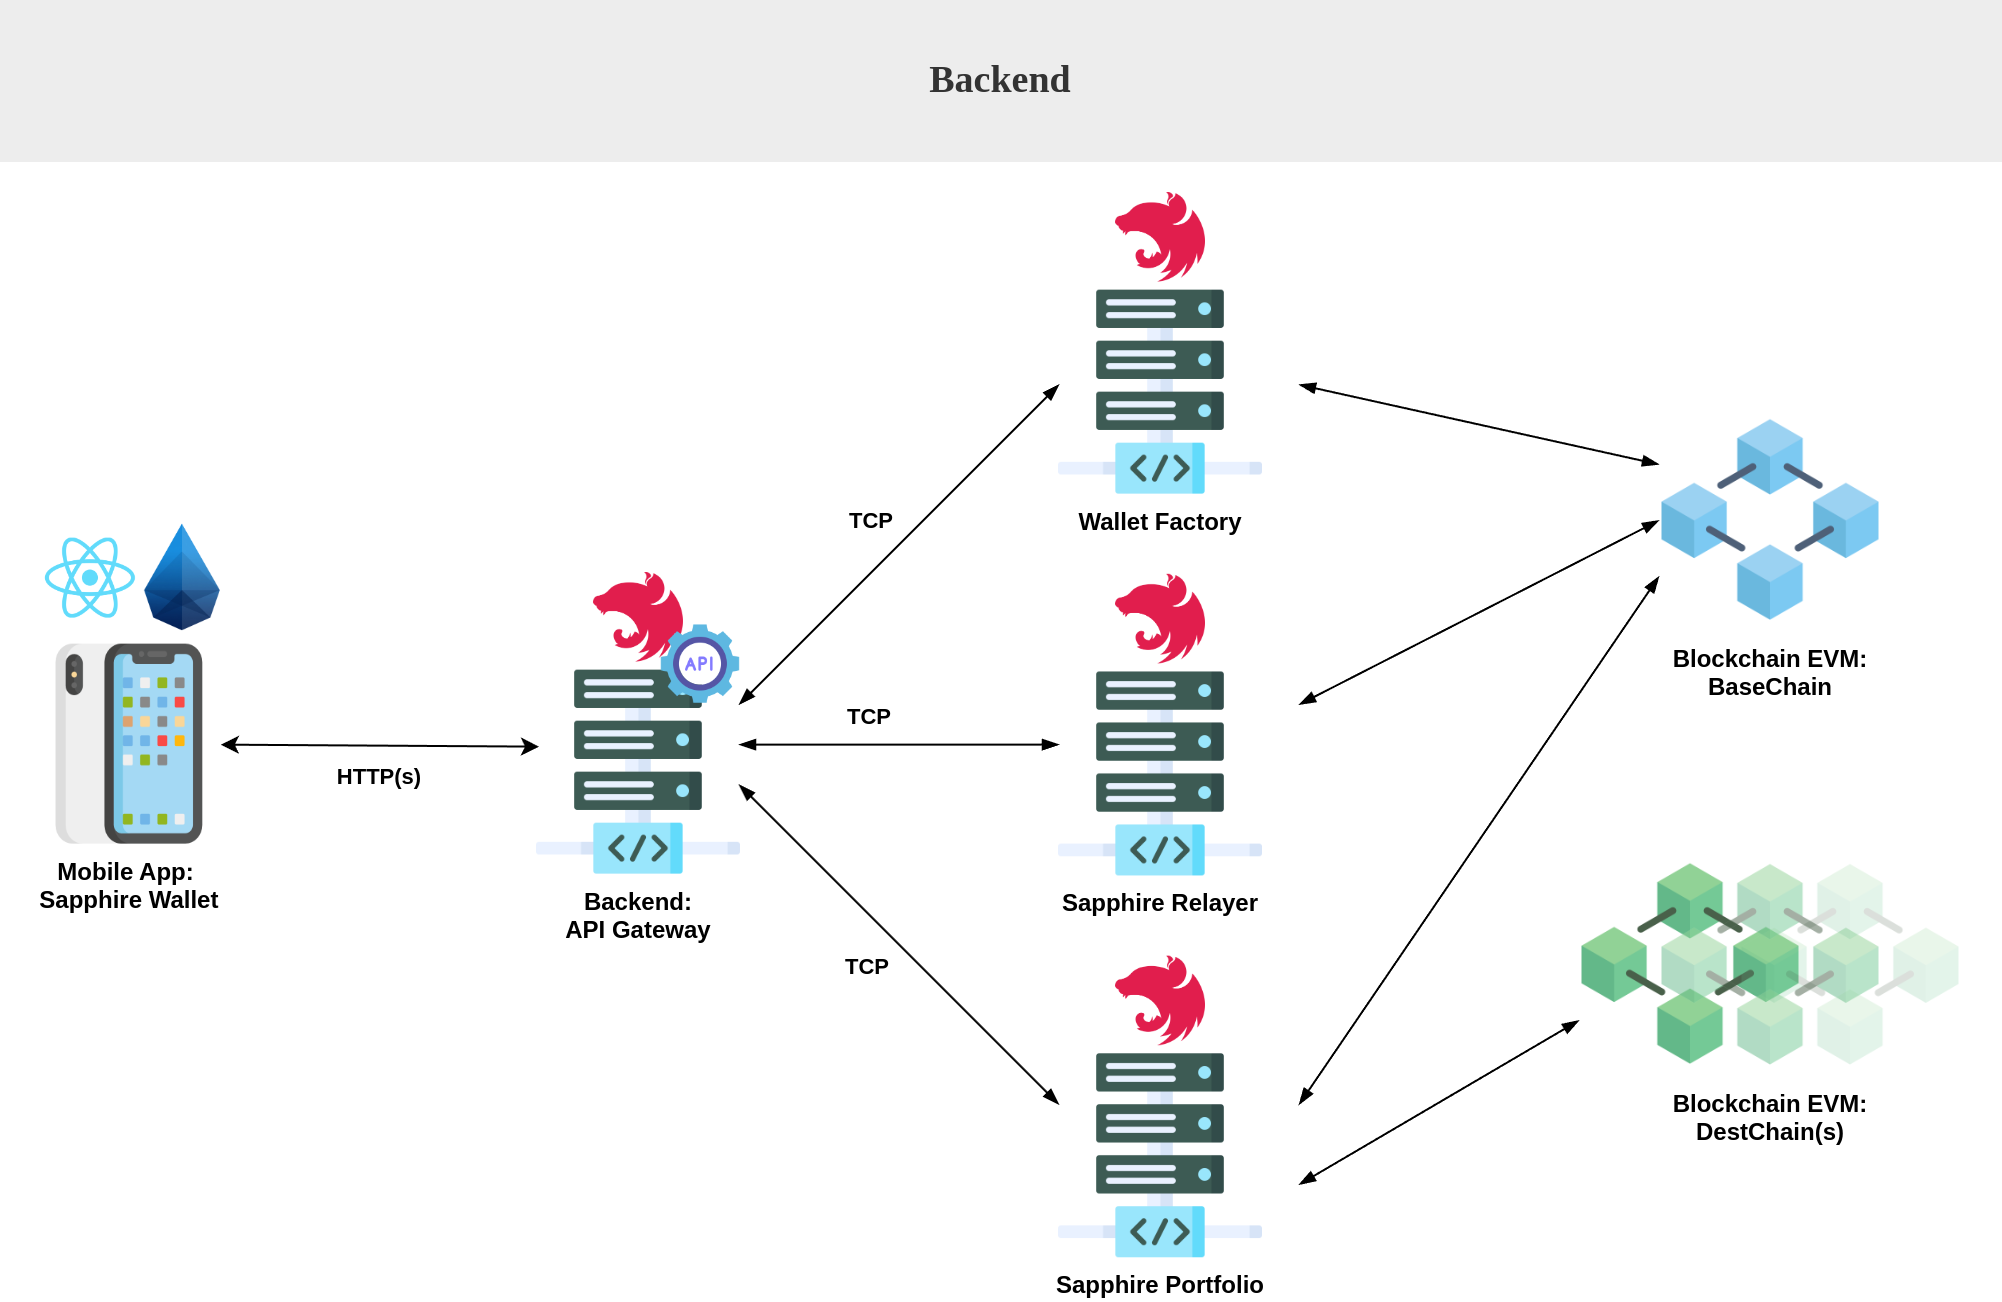 Backend
Wallet Factory
TCP
API
TCP
HTTP(s)
Mobile App:
Sapphire Wallet
Backend:
API Gateway
Sapphire Relayer
TCP
Sapphire Portfolio
Blockchain EVM:
BaseChain
Blockchain EVM:
DestChain(s)